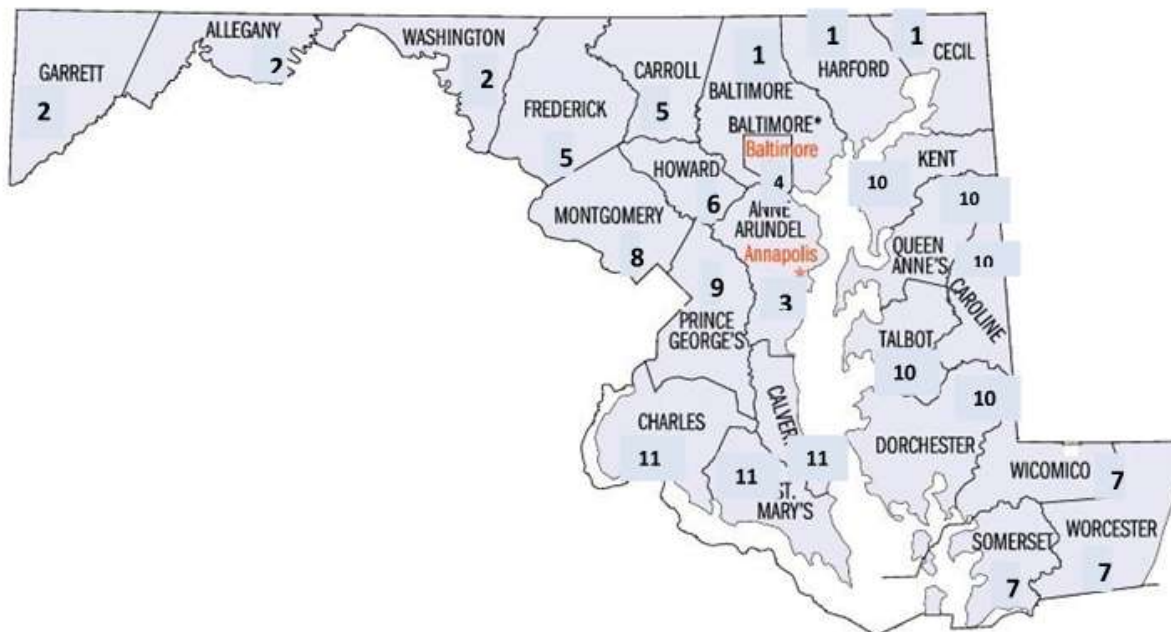 ALLEGANY
2
GARRETT
2
WASHINGTON
2
FREDERICK
5
CARROLL
5
1
BALTIMORE
BALTIMORE*
Baltimore
4
1
HARFORD
1
CECIL
HOWARD
6
MONTGOMERY
8
ANNE
ARUNDEL
Annapolis
*
3
9
PRINCE
GEORGE'S
KENT
10
10
QUEEN
ANNE'S
10
CAROLINE
TALBOT
10
10
DORCHESTER
CHARLES
11
CALVER
11
11
ST.
MARY'S
WICOMICO
7
WORCESTER
7
SOMERSET
7